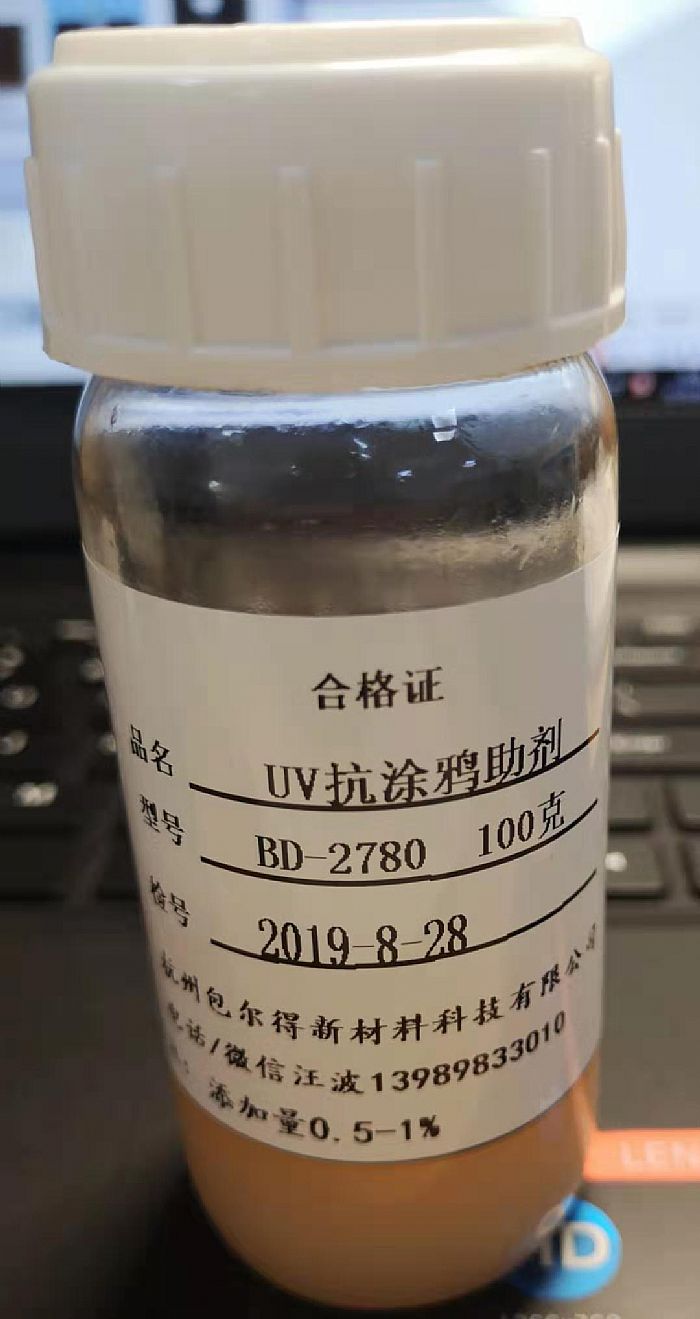 合格证
品名 UV抗涂鸦助剂
型号 BD-2780 100克
检号 2019-8-28
杭州包尔得新材料科技有限公司
电话/微信汪波13989833010
添加量0.5-1%
LEN